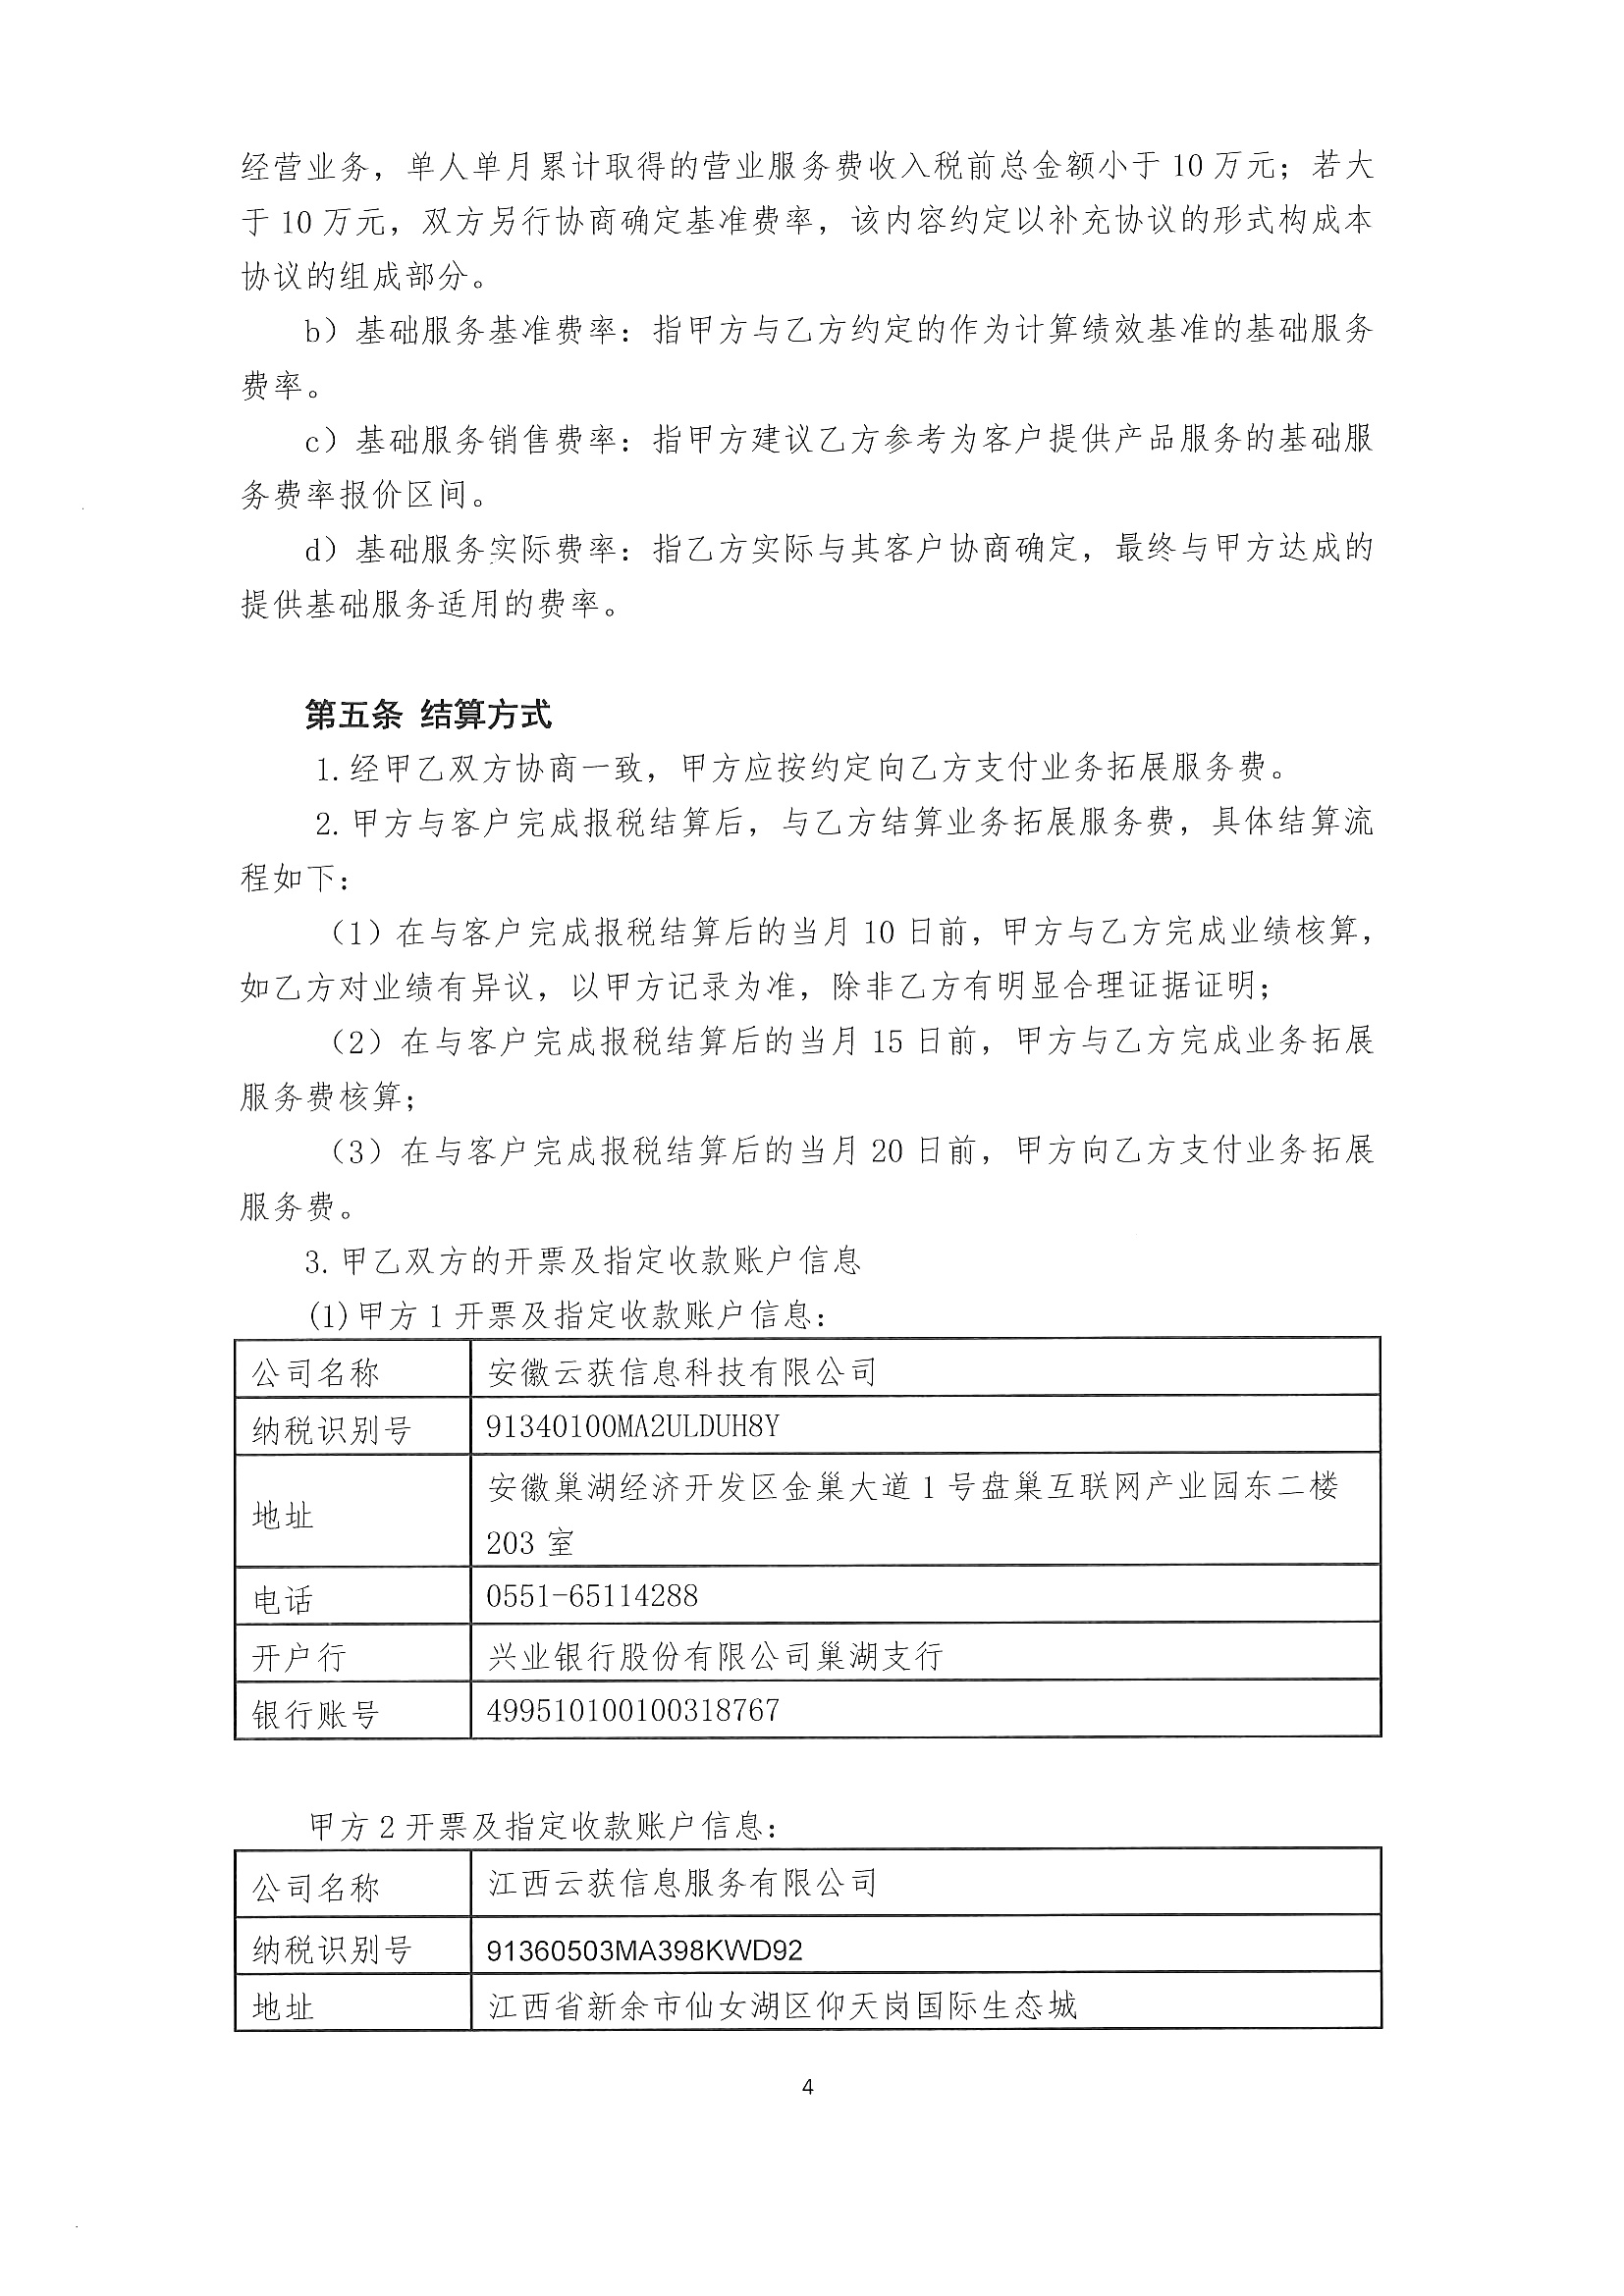 经营业务，单人单月累计取得的营业服务费收入税前总金额小于 10 万元；若大
于 10 万元，双方另行协商确定基准费率，该内容约定以补充协议的形式构成本
协议的组成部分。
b）基础服务基准费率：指甲方与乙方约定的作为计算绩效基准的基础服务
费率。
c）基础服务销售费率：指甲方建议乙方参考为客户提供产品服务的基础服
务费率报价区间。
d）基础服务实际费率：指乙方实际与其客户协商确定，最终与甲方达成的
提供基础服务适用的费率。
第五条 结算方式
1.经甲乙双方协商一致，甲方应按约定向乙方支付业务拓展服务费。
2.甲方与客户完成报税结算后，与乙方结算业务拓展服务费，具体结算流
程如下：
（1）在与客户完成报税结算后的当月 10 日前，甲方与乙方完成业绩核算，
如乙方对业绩有异议，以甲方记录为准，除非乙方有明显合理证据证明；
（2）在与客户完成报税结算后的当月 15 日前，甲方与乙方完成业务拓展
服务费核算；
（3）在与客户完成报税结算后的当月 20 日前，甲方向乙方支付业务拓展
服务费。
3.甲乙双方的开票及指定收款账户信息
(1)甲方 1 开票及指定收款账户信息：
公司名称 安徽云获信息科技有限公司
纳税识别号 91340100MA2ULDUH8Y
地址 安徽巢湖经济开发区金巢大道 1 号盘巢互联网产业园东二楼
203 室
电话 0551-65114288
开户行 兴业银行股份有限公司巢湖支行
银行账号 499510100100318767
甲方 2 开票及指定收款账户信息：
公司名称 江西云获信息服务有限公司
纳税识别号 91360503MA398KWD92
地址 江西省新余市仙女湖区仰天岗国际生态城
4